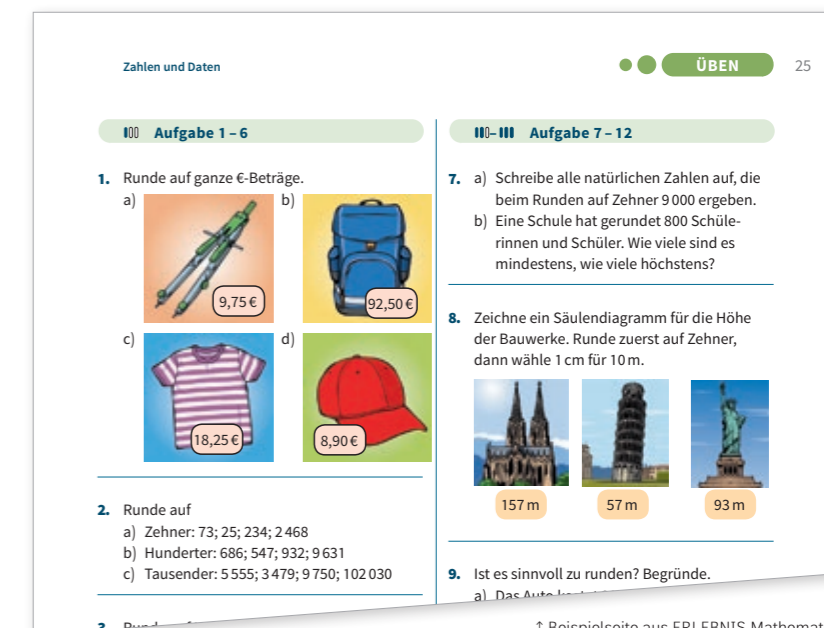 Zahlen und Daten
ÜBEN 25
Aufgabe 1 – 6
1. Runde auf ganze €-Beträge.
a) b)
9,75 € 92,50 €
c) d)
18,25 € 8,90 €
2. Runde auf
a) Zehner: 73; 25; 234; 2 468
b) Hunderter: 686; 547; 932; 9 631
c) Tausender: 5 555; 3 479; 9 750; 102 030
Aufgabe 7 – 12
7. a) Schreibe alle natürlichen Zahlen auf, die
beim Runden auf Zehner 9 000 ergeben.
b) Eine Schule hat gerundet 800 Schüle-
rinnen und Schüler. Wie viele sind es
mindestens, wie viele höchstens?
8. Zeichne ein Säulendiagramm für die Höhe
der Bauwerke. Runde zuerst auf Zehner,
dann wähle 1 cm für 10 m.
157 m 57 m 93 m
9. Ist es sinnvoll zu runden? Begründe.
a) Das Auto
↑ Beispielseite aus ERLEBNIS Mathemat